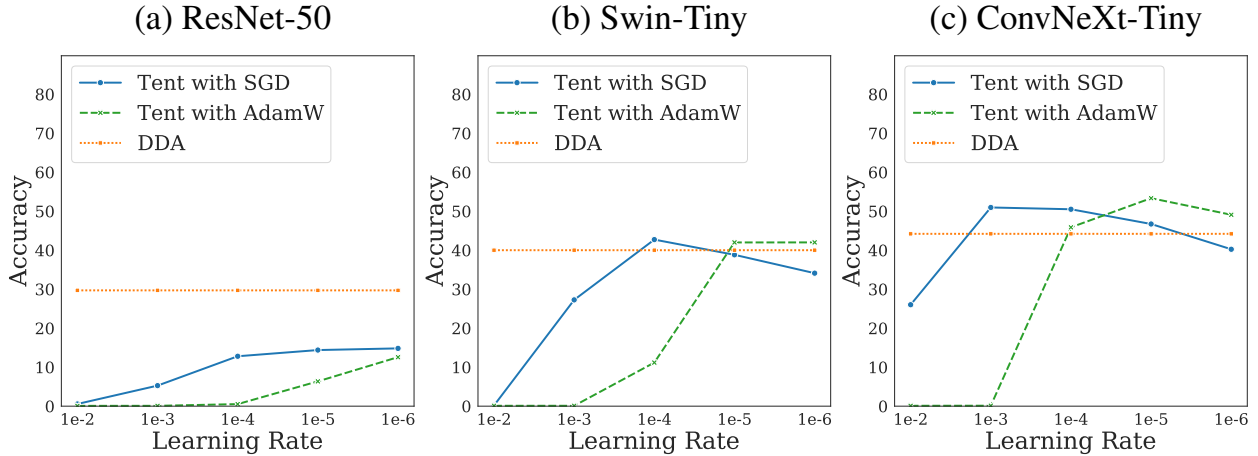 (a) ResNet-50
Tent with SGD
Tent with AdamW
DDA
80
70
60
50
40
30
20
10
0
Accuracy
1e-2 1e-3 1e-4 1e-5 1e-6
Learning Rate
(b) Swin-Tiny
Tent with SGD
Tent with AdamW
DDA
80
70
60
50
40
30
20
10
0
Accuracy
1e-2 1e-3 1e-4 1e-5 1e-6
Learning Rate
(c) ConvNeXt-Tiny
Tent with SGD
Tent with AdamW
DDA
80
70
60
50
40
30
20
10
0
Accuracy
1e-2 1e-3 1e-4 1e-5 1e-6
Learning Rate